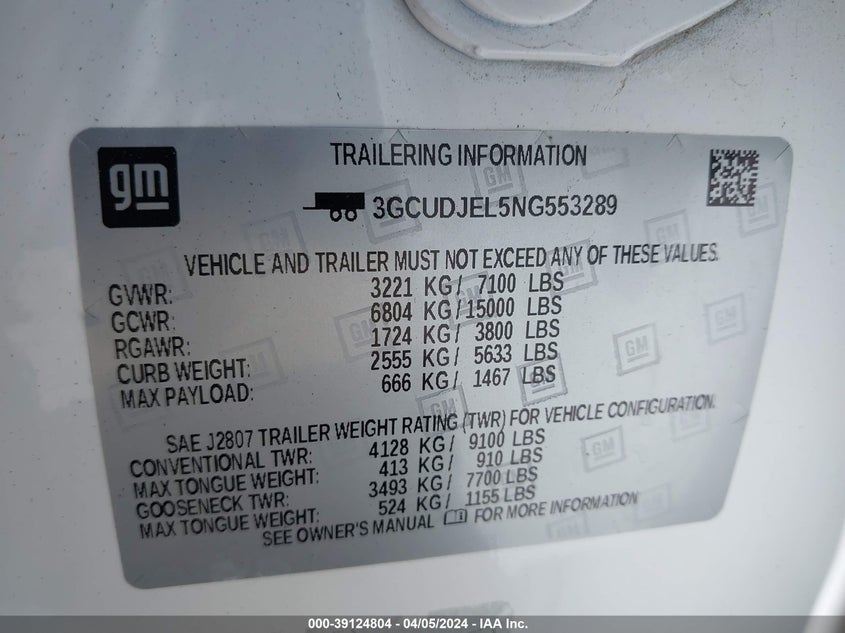 gm
TRAILERING INFORMATION
3GCUDJEL5NG553289
VEHICLE AND TRAILER MUST NOT EXCEED ANY OF THESE VALUES.
GVWR: 3221 KG/ 7100 LBS
GCWR: 6804 KG/15000 LBS
RGAWR: 1724 KG/ 3800 LBS
CURB WEIGHT: 2555 KG/ 5633 LBS
MAX PAYLOAD: 666 KG/ 1467 LBS
SAE J2807 TRAILER WEIGHT RATING (TWR) FOR VEHICLE CONFIGURATION.
CONVENTIONAL TWR: 4128 KG/ 9100 LBS
MAX TONGUE WEIGHT: 413 KG/ 910 LBS
GOOSENECK TWR: 3493 KG/ 7700 LBS
MAX TONGUE WEIGHT: 524 KG/ 1155 LBS
SEE OWNER'S MANUAL FOR MORE INFORMATION
000-39124804 - 04/05/2024 - IAA Inc.